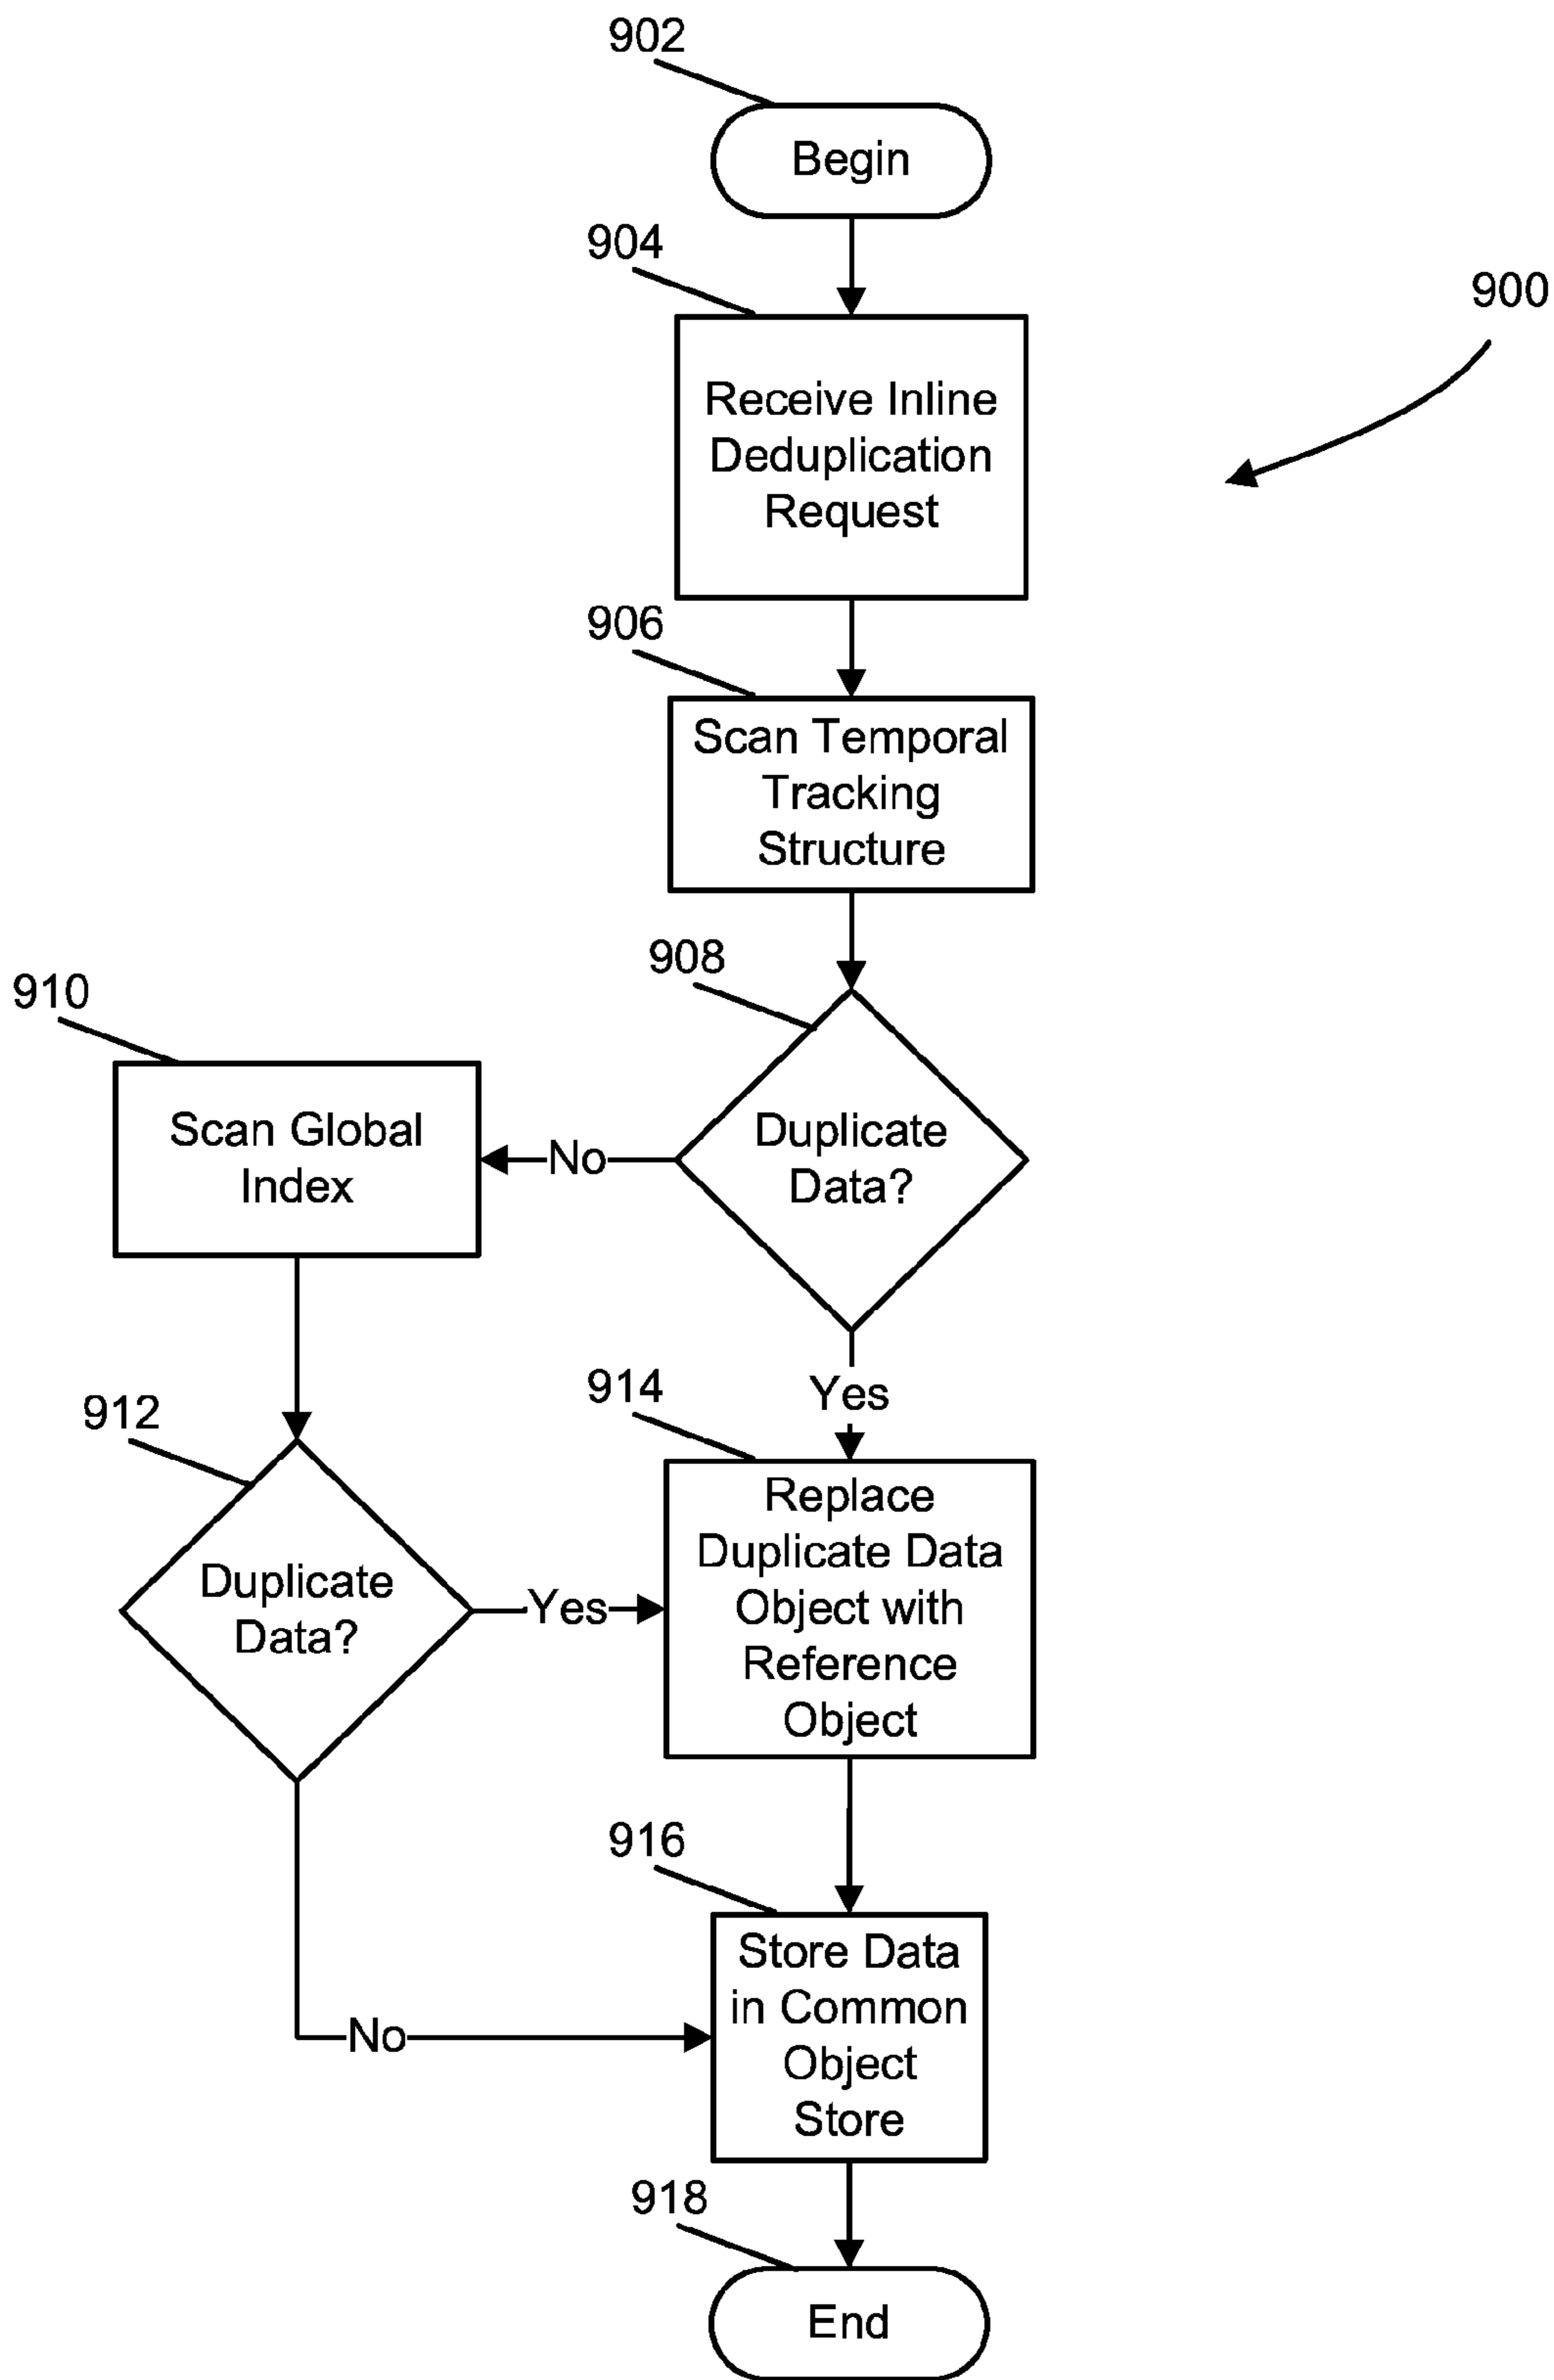 902
Begin
904
900
Receive Inline
Deduplication
Request
906
Scan Temporal
Tracking
Structure
908
910
Duplicate
Data?
Scan Global
Index
No
Yes
912
914
Duplicate
Data?
Yes
Replace
Duplicate Data
Object with
Reference
Object
916
No
Store Data
in Common
Object
Store
918
End